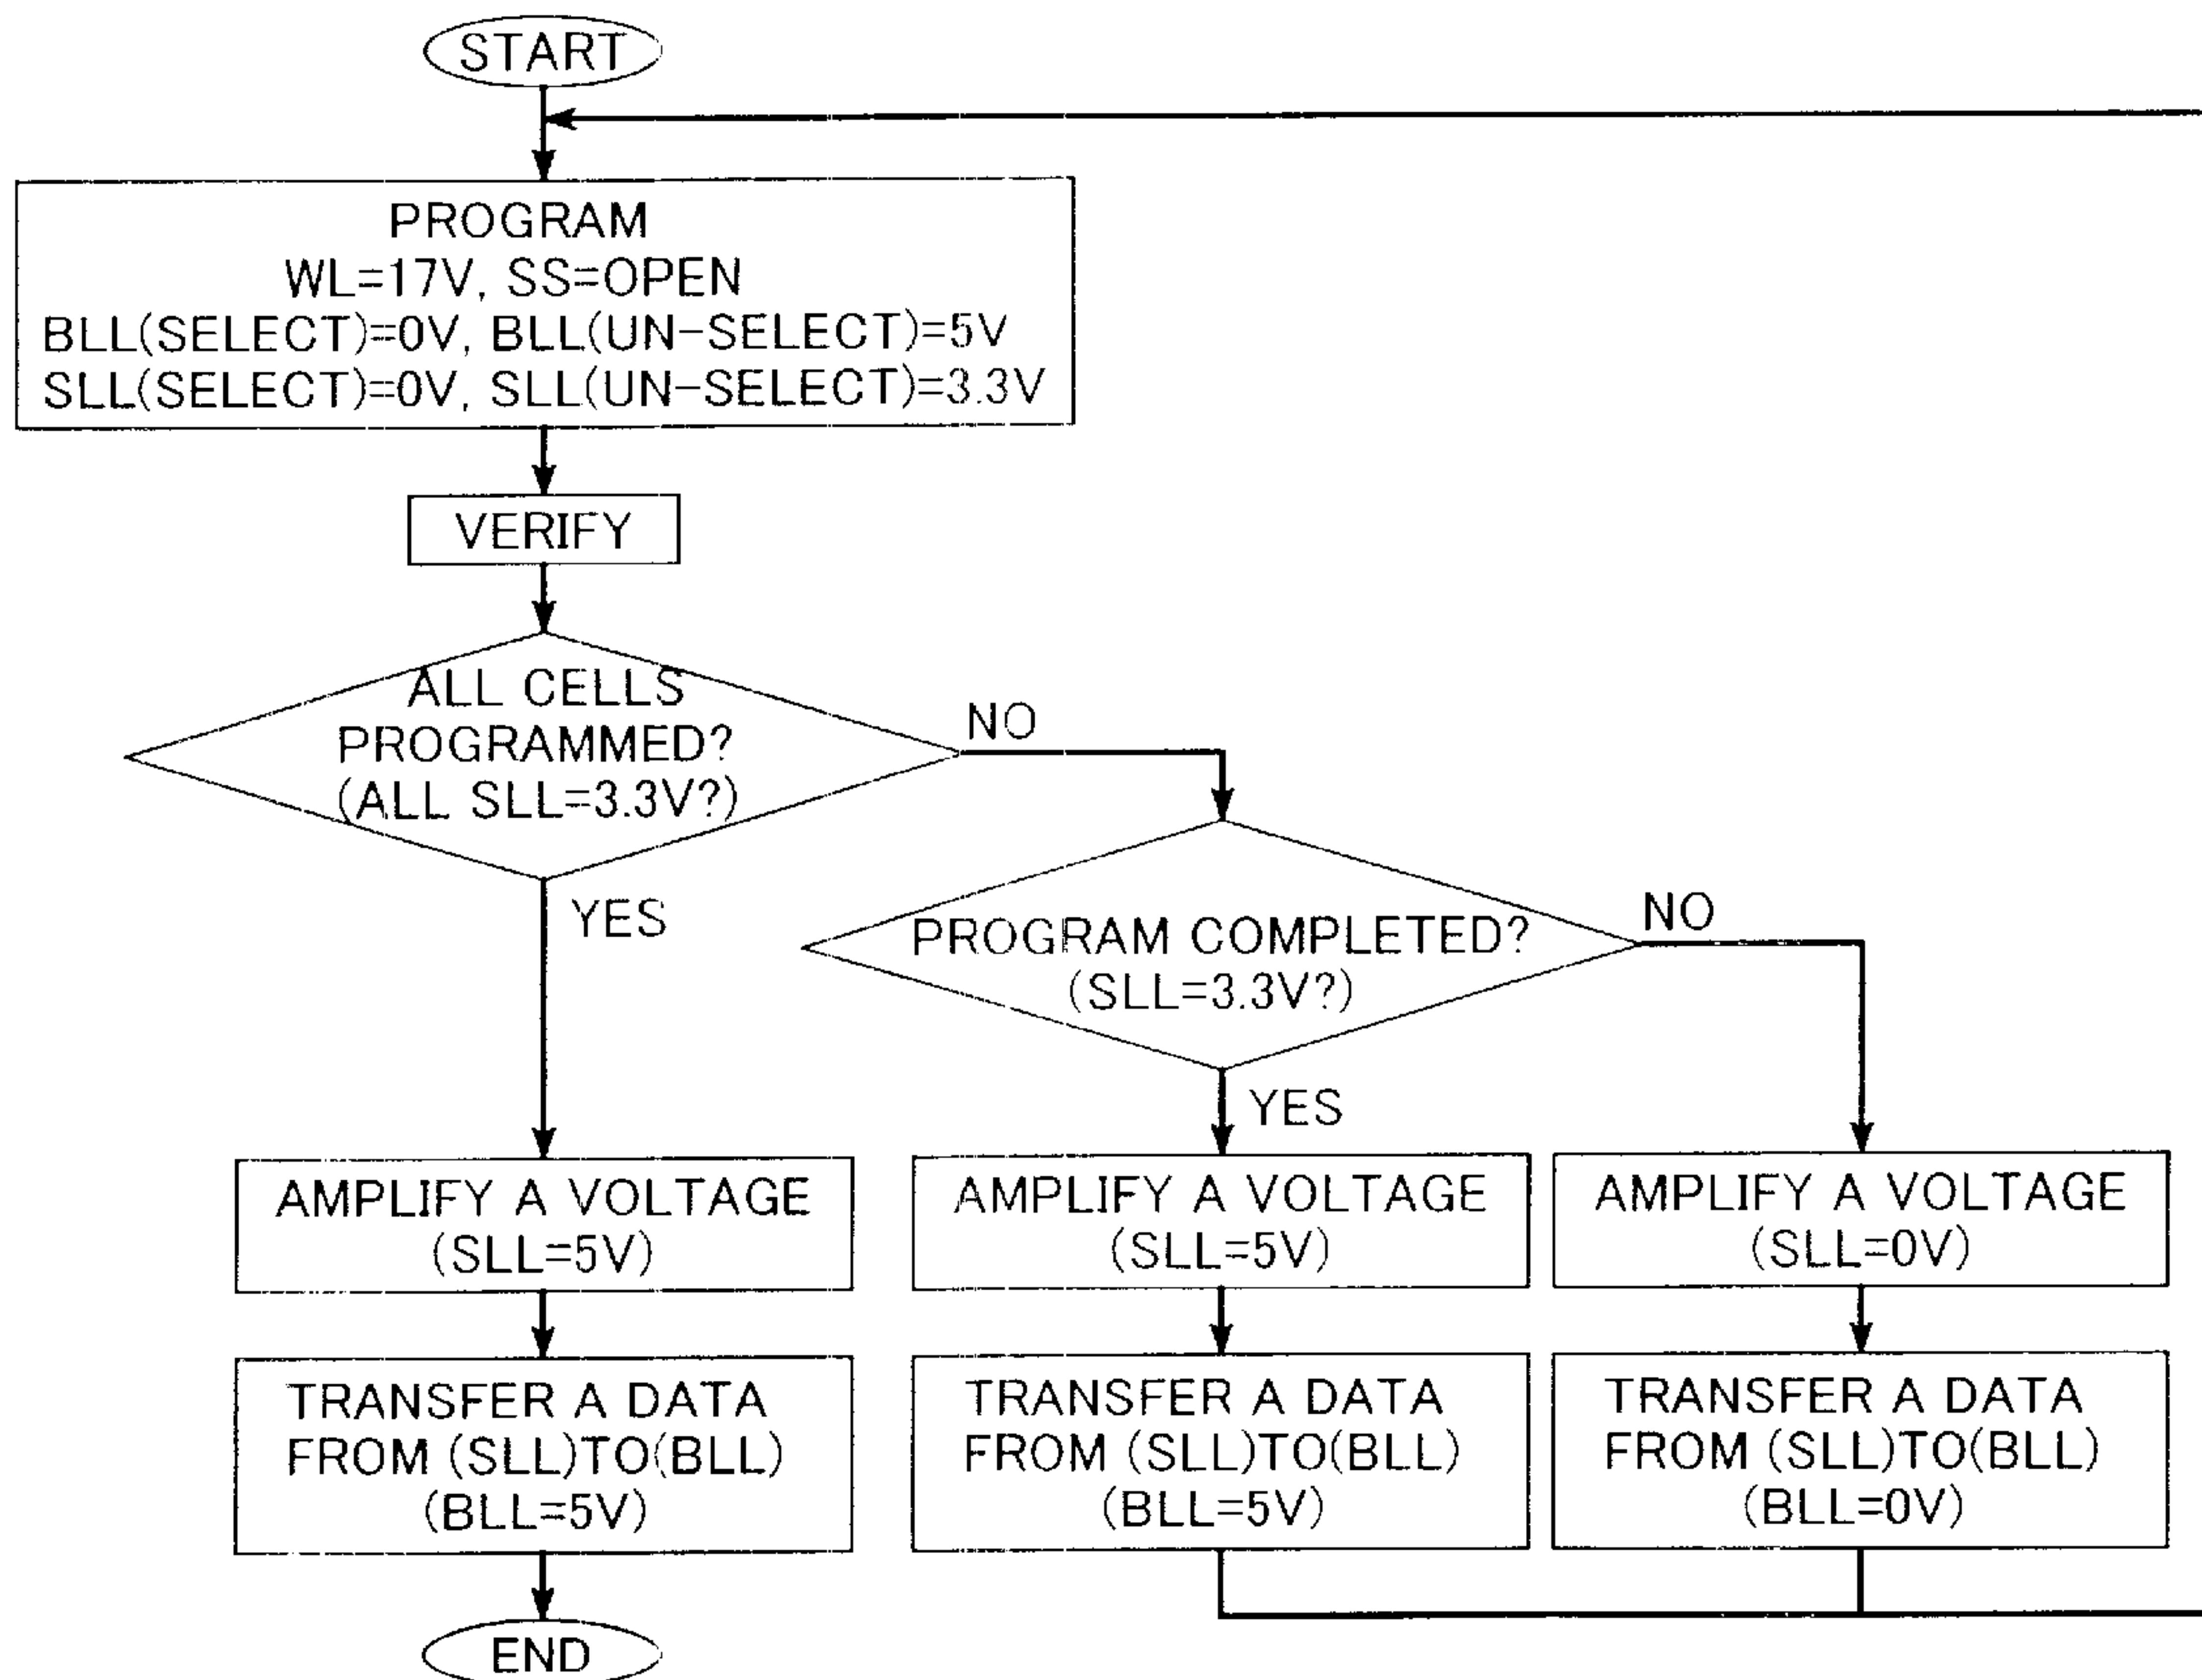 START
PROGRAM
WL=17V, SS=OPEN
BLL(SELECT)=0V, BLL(UN-SELECT)=5V
SLL(SELECT)=0V, SLL(UN-SELECT)=3.3V
VERIFY
ALL CELLS
PROGRAMMED?
(ALL SLL=3.3V?)
NO
YES
PROGRAM COMPLETED?
(SLL=3.3V?)
NO
YES
AMPLIFY A VOLTAGE
(SLL=5V)
AMPLIFY A VOLTAGE
(SLL=5V)
AMPLIFY A VOLTAGE
(SLL=0V)
TRANSFER A DATA
FROM (SLL)TO(BLL)
(BLL=5V)
TRANSFER A DATA
FROM (SLL)TO(BLL)
(BLL=5V)
TRANSFER A DATA
FROM (SLL)TO(BLL)
(BLL=0V)
END